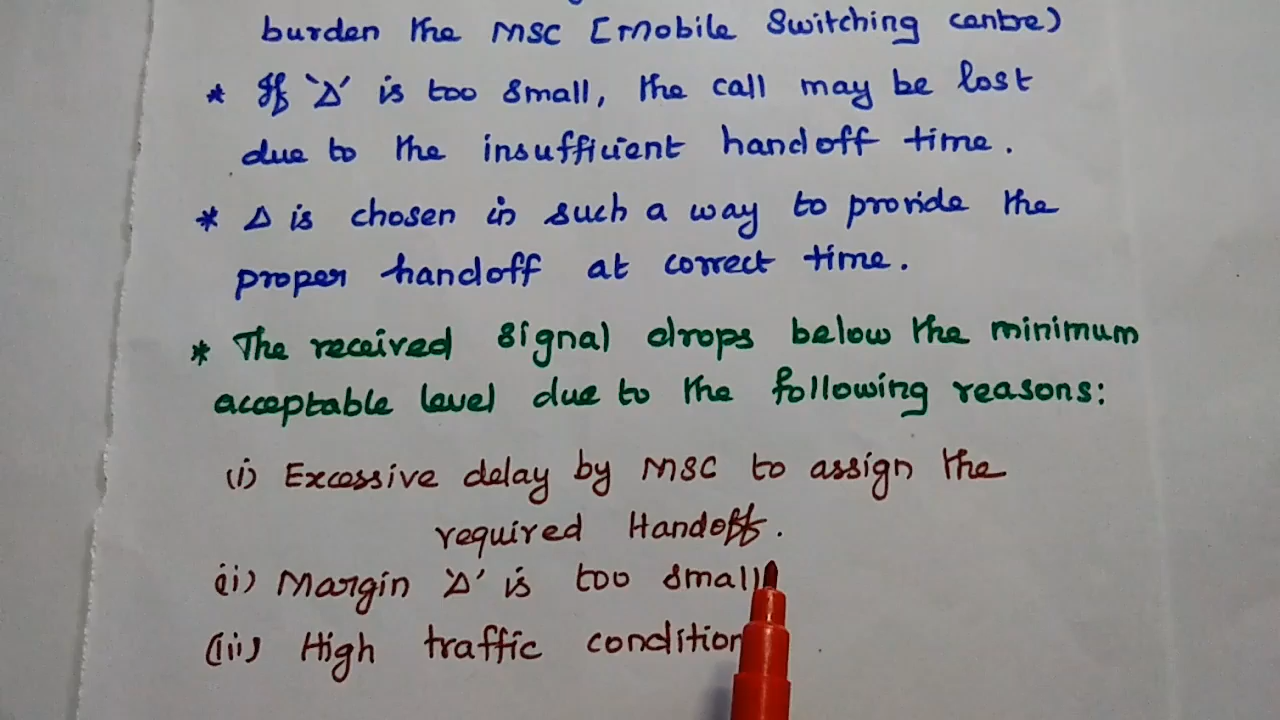 burden the MSC [Mobile Switching centre)
* If 'Δ' is too small, the call may be lost
due to the insufficient handoff time.
* Δ is chosen in such a way to provide the
proper handoff at correct time.
* The received signal drops below the minimum
acceptable level due to the following reasons:
(i) Excessive delay by MSC to assign the
required Handoff.
(ii) Margin 'Δ' is too small
(iii) High traffic condition